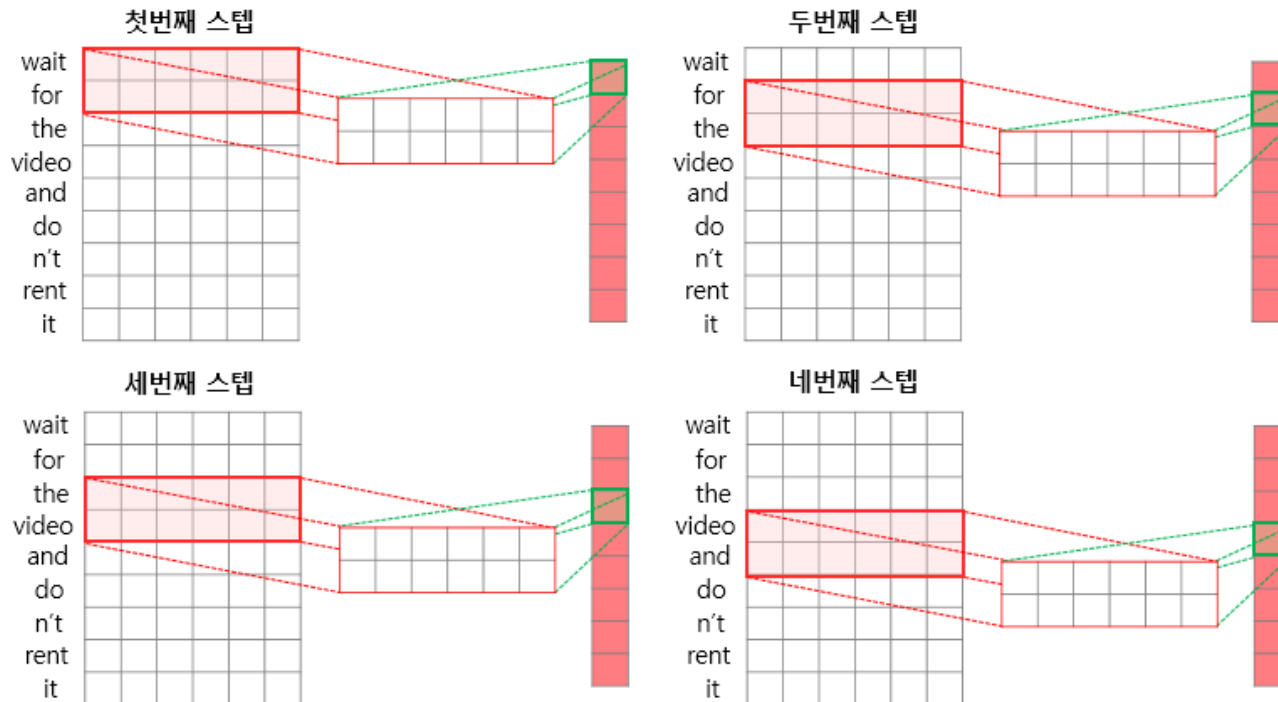 첫번째 스텝
wait
for
the
video
and
do
n't
rent
it
두번째 스텝
wait
for
the
video
and
do
n't
rent
it
세번째 스텝
wait
for
the
video
and
do
n't
rent
it
네번째 스텝
wait
for
the
video
and
do
n't
rent
it